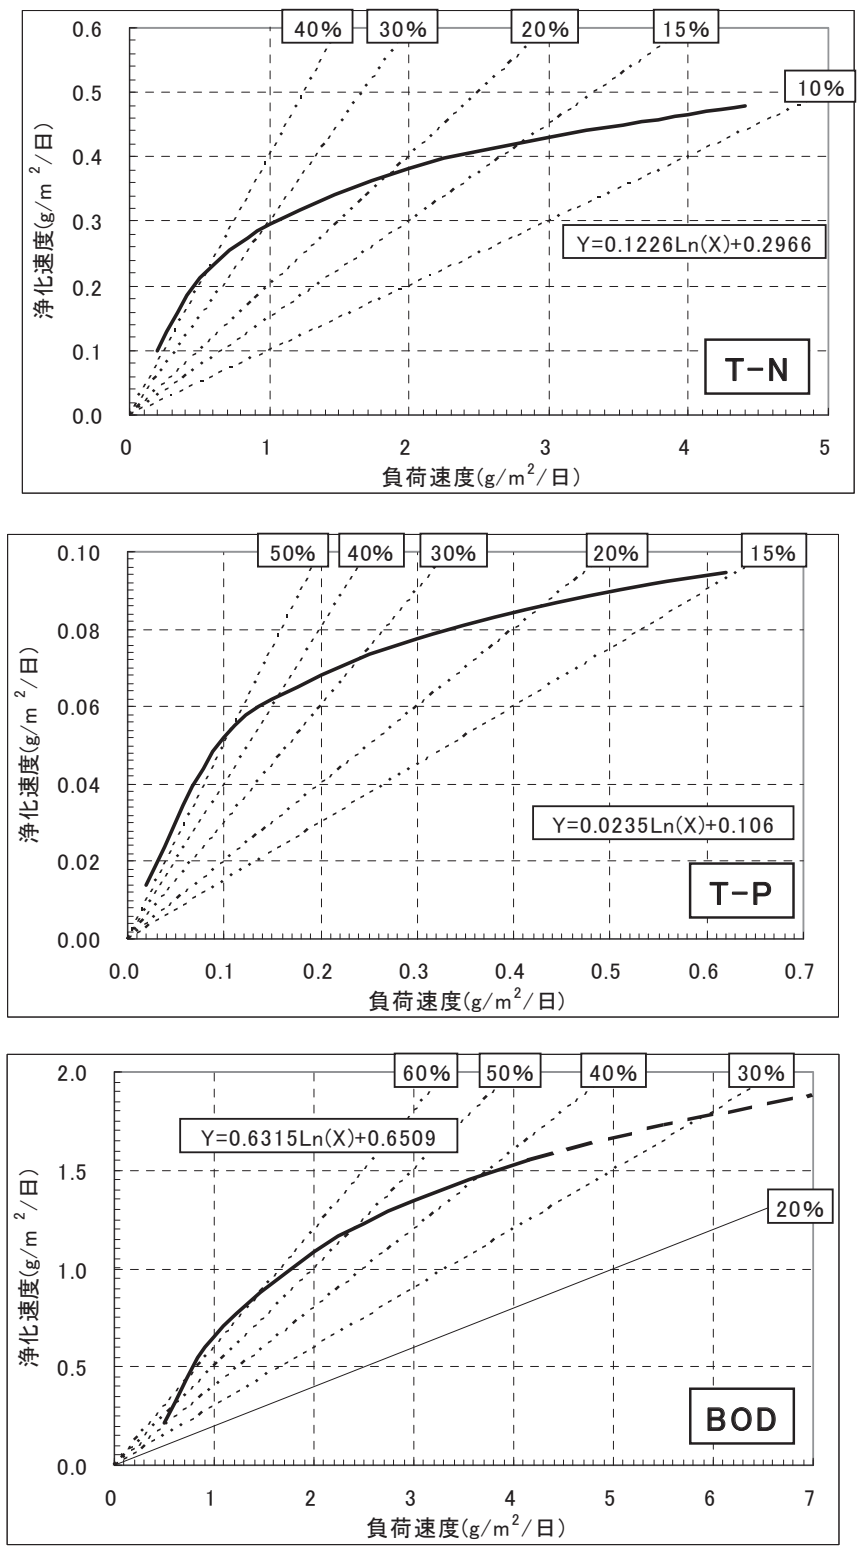 40% 30% 20% 15%
10%
0.6
0.5
0.4
0.3
0.2
0.1
0.0
浄化速度(g/m²/日)
Y=0.1226Ln(X)+0.2966
T-N
0 1 2 3 4 5
負荷速度(g/m²/日)
50% 40% 30% 20% 15%
0.10
0.08
0.06
0.04
0.02
0.00
浄化速度(g/m²/日)
Y=0.0235Ln(X)+0.106
T-P
0.0 0.1 0.2 0.3 0.4 0.5 0.6 0.7
負荷速度(g/m²/日)
60% 50% 40% 30%
20%
2.0
1.5
1.0
0.5
0.0
浄化速度(g/m²/日)
Y=0.6315Ln(X)+0.6509
BOD
0 1 2 3 4 5 6 7
負荷速度(g/m²/日)